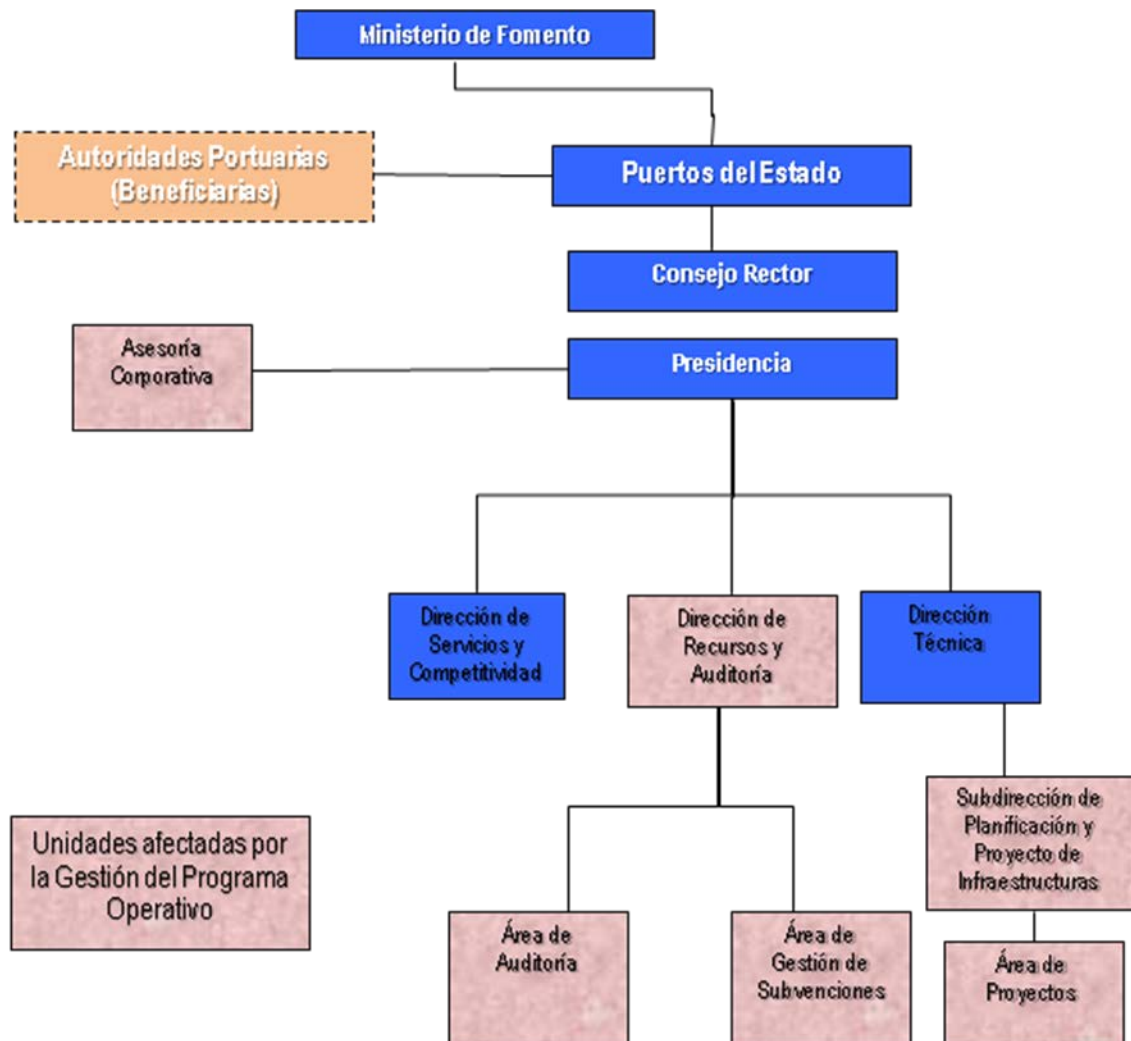 Ministerio de Fomento
Autoridades Portuarias
(Beneficiarias)
Puertos del Estado
Consejo Rector
Asesoría
Corporativa
Presidencia
Dirección de
Servicios y
Competitividad
Dirección de
Recursos y
Auditoría
Dirección
Técnica
Subdirección de
Planificación y
Proyecto de
Infraestructuras
Unidades afectadas por
la Gestión del Programa
Operativo
Área de
Auditoría
Área de
Gestión de
Subvenciones
Área de
Proyectos